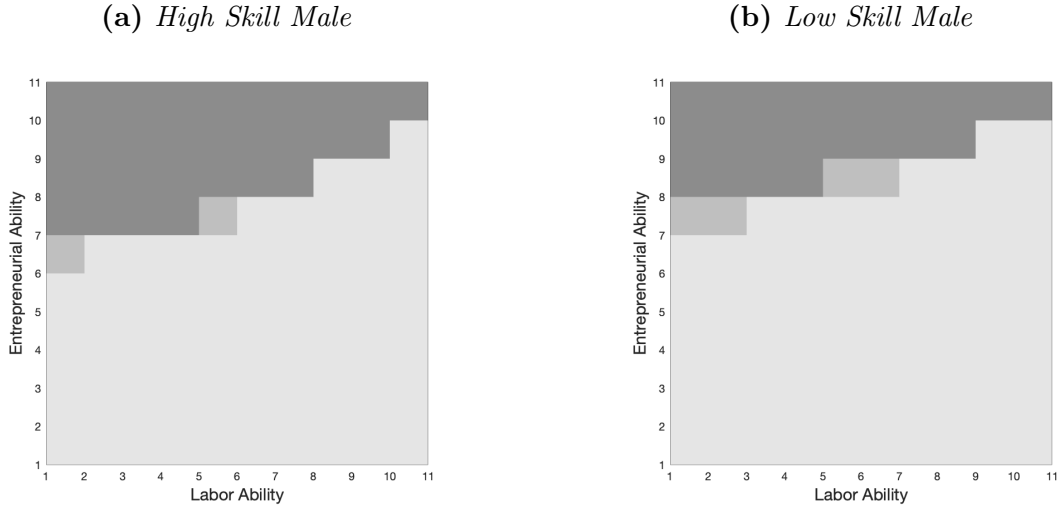 (a) High Skill Male
(b) Low Skill Male
Entrepreneurial Ability
11
10
9
8
7
6
5
4
3
2
1
1 2 3 4 5 6 7 8 9 10 11
Labor Ability
Entrepreneurial Ability
11
10
9
8
7
6
5
4
3
2
1
1 2 3 4 5 6 7 8 9 10 11
Labor Ability